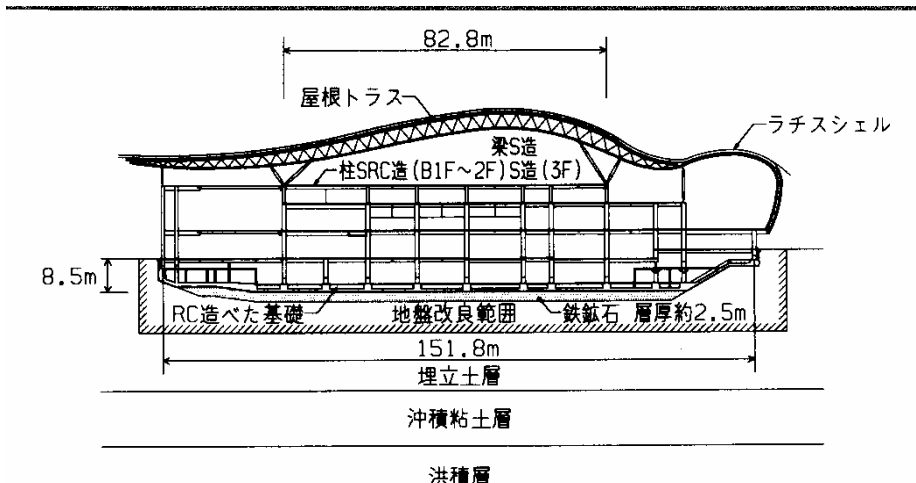 82.8m
屋根トラス
ラチスシェル
梁S造
柱SRC造(B1F～2F)S造(3F)
8.5m
RC造べた基礎 地盤改良範囲 鉄鉱石 層厚約2.5m
151.8m
埋立土層
沖積粘土層
洪積層